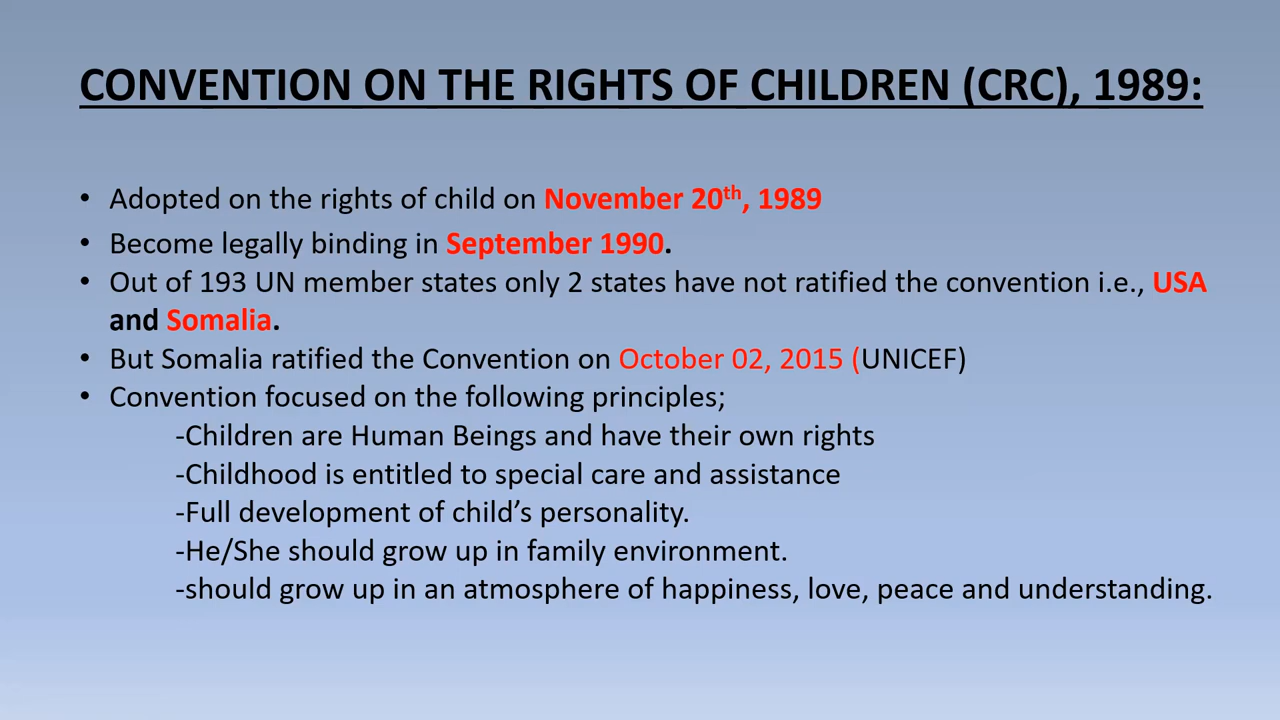 CONVENTION ON THE RIGHTS OF CHILDREN (CRC), 1989:
• Adopted on the rights of child on November 20th, 1989
• Become legally binding in September 1990.
• Out of 193 UN member states only 2 states have not ratified the convention i.e., USA
and Somalia.
• But Somalia ratified the Convention on October 02, 2015 (UNICEF)
• Convention focused on the following principles;
-Children are Human Beings and have their own rights
-Childhood is entitled to special care and assistance
-Full development of child’s personality.
-He/She should grow up in family environment.
-should grow up in an atmosphere of happiness, love, peace and understanding.